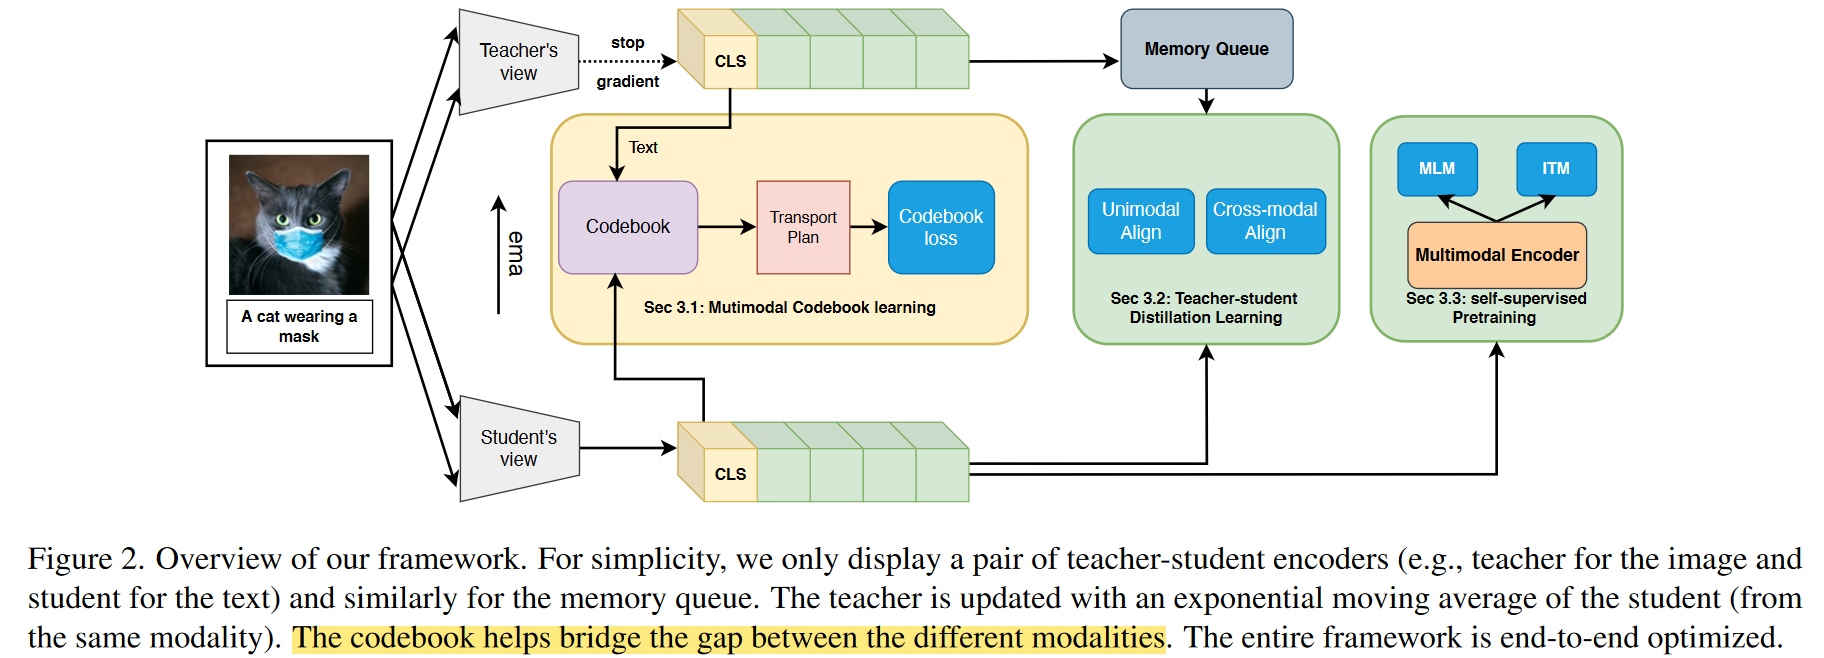 Teacher's
view
stop
gradient
CLS
Memory Queue
Text
Codebook
Transport
Plan
Codebook
loss
Sec 3.1: Mutimodal Codebook learning
ema
A cat wearing a
mask
Unimodal
Align
Cross-modal
Align
Sec 3.2: Teacher-student
Distillation Learning
MLM
ITM
Multimodal Encoder
Sec 3.3: self-supervised
Pretraining
Student's
view
CLS
Figure 2. Overview of our framework. For simplicity, we only display a pair of teacher-student encoders (e.g., teacher for the image and
student for the text) and similarly for the memory queue. The teacher is updated with an exponential moving average of the student (from
the same modality). The codebook helps bridge the gap between the different modalities. The entire framework is end-to-end optimized.